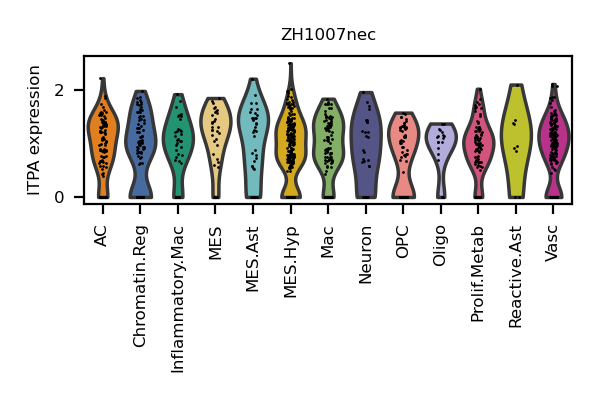 ZH1007nec
ITPA expression
2
0
AC
Chromatin.Reg
Inflammatory.Mac
MES
MES.Ast
MES.Hyp
Mac
Neuron
OPC
Oligo
Prolif.Metab
Reactive.Ast
Vasc